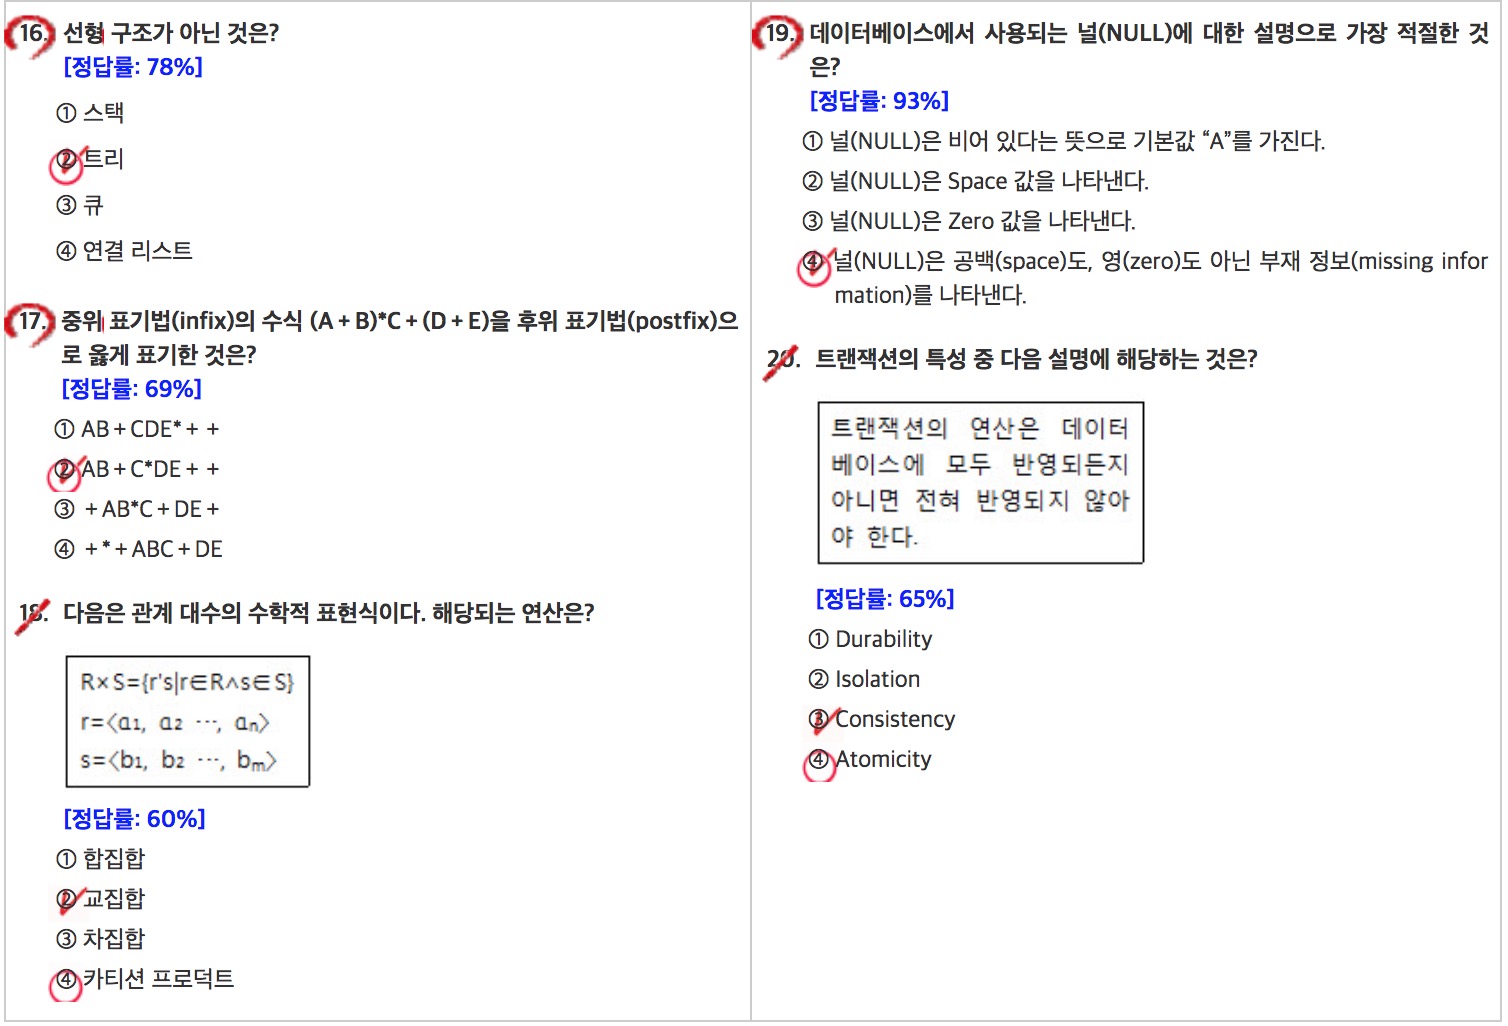 16. 선형 구조가 아닌 것은?
[정답률: 78%]
① 스택
② 트리
③ 큐
④ 연결 리스트
17. 중위 표기법(infix)의 수식 (A + B)*C + (D + E)을 후위 표기법(postfix)으
로 옳게 표기한 것은?
[정답률: 69%]
① AB + CDE* + +
② AB + C*DE + +
③ + AB*C + DE +
④ + * + ABC + DE
18. 다음은 관계 대수의 수학적 표현식이다. 해당되는 연산은?
R×S={r's|r∈R∧s∈S}
r=〈a₁, a₂ ⋯, aₙ〉
s=〈b₁, b₂ ⋯, bₘ〉
[정답률: 60%]
① 합집합
② 교집합
③ 차집합
④ 카티션 프로덕트
19. 데이터베이스에서 사용되는 널(NULL)에 대한 설명으로 가장 적절한 것
은?
[정답률: 93%]
① 널(NULL)은 비어 있다는 뜻으로 기본값 “A”를 가진다.
② 널(NULL)은 Space 값을 나타낸다.
③ 널(NULL)은 Zero 값을 나타낸다.
④ 널(NULL)은 공백(space)도, 영(zero)도 아닌 부재 정보(missing infor
mation)를 나타낸다.
20. 트랜잭션의 특성 중 다음 설명에 해당하는 것은?
트랜잭션의 연산은 데이터
베이스에 모두 반영되든지
아니면 전혀 반영되지 않아
야 한다.
[정답률: 65%]
① Durability
② Isolation
③ Consistency
④ Atomicity